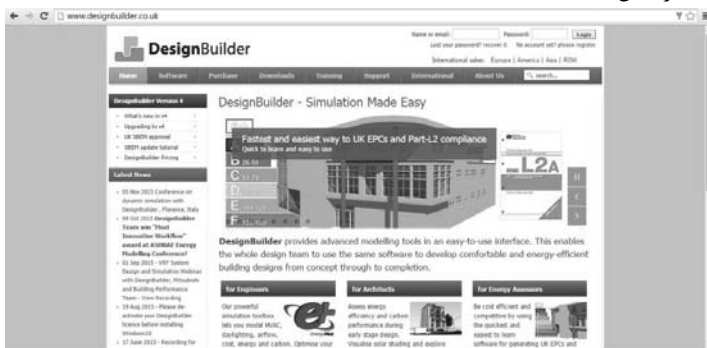 www.designbuilder.co.uk
Name or email: Password: Login
Lost your password? recover it No account yet? please register
International sales: Europe | America | Asia | ROW
DesignBuilder
Home Software Purchase Downloads Training Support International About Us search...
DesignBuilder Version 4
What's new in v4
Upgrading to v4
UK SBEM approval
SBEM update tutorial
DesignBuilder Pricing
Latest News
05 Nov 2015 Conference on
dynamic simulation with
DesignBuilder, Florence, Italy
09 Oct 2015 DesignBuilder
Team win "Most
Innovative Workflow"
award at ASHRAE Energy
Modelling Conference!
01 Sep 2015 - VRF System
Design and Simulation Webinar
with DesignBuilder, Mitsubishi
and Building Performance
Team - View Recording
19 Aug 2015 - Please de-
activate your DesignBuilder
licence before installing
Windows10
17 June 2015 - Recording for
DesignBuilder - Simulation Made Easy
Fastest and easiest way to UK EPCs and Part-L2 compliance
Quick to learn and easy to use
B 26-50
C 51-75
D
E
F
L2A
DesignBuilder provides advanced modelling tools in an easy-to-use interface. This enables
the whole design team to use the same software to develop comfortable and energy-efficient
building designs from concept through to completion.
for Engineers
Our powerful
simulation toolbox
lets you model HVAC,
daylighting, airflow,
cost, energy and carbon. Optimise your
for Architects
Assess energy
efficiency and carbon
performance during
early stage design.
Visualise solar shading and explore
for Energy Assessors
Be cost efficient and
competitive by using
the quickest and
easiest to learn
software for generating UK EPCs and